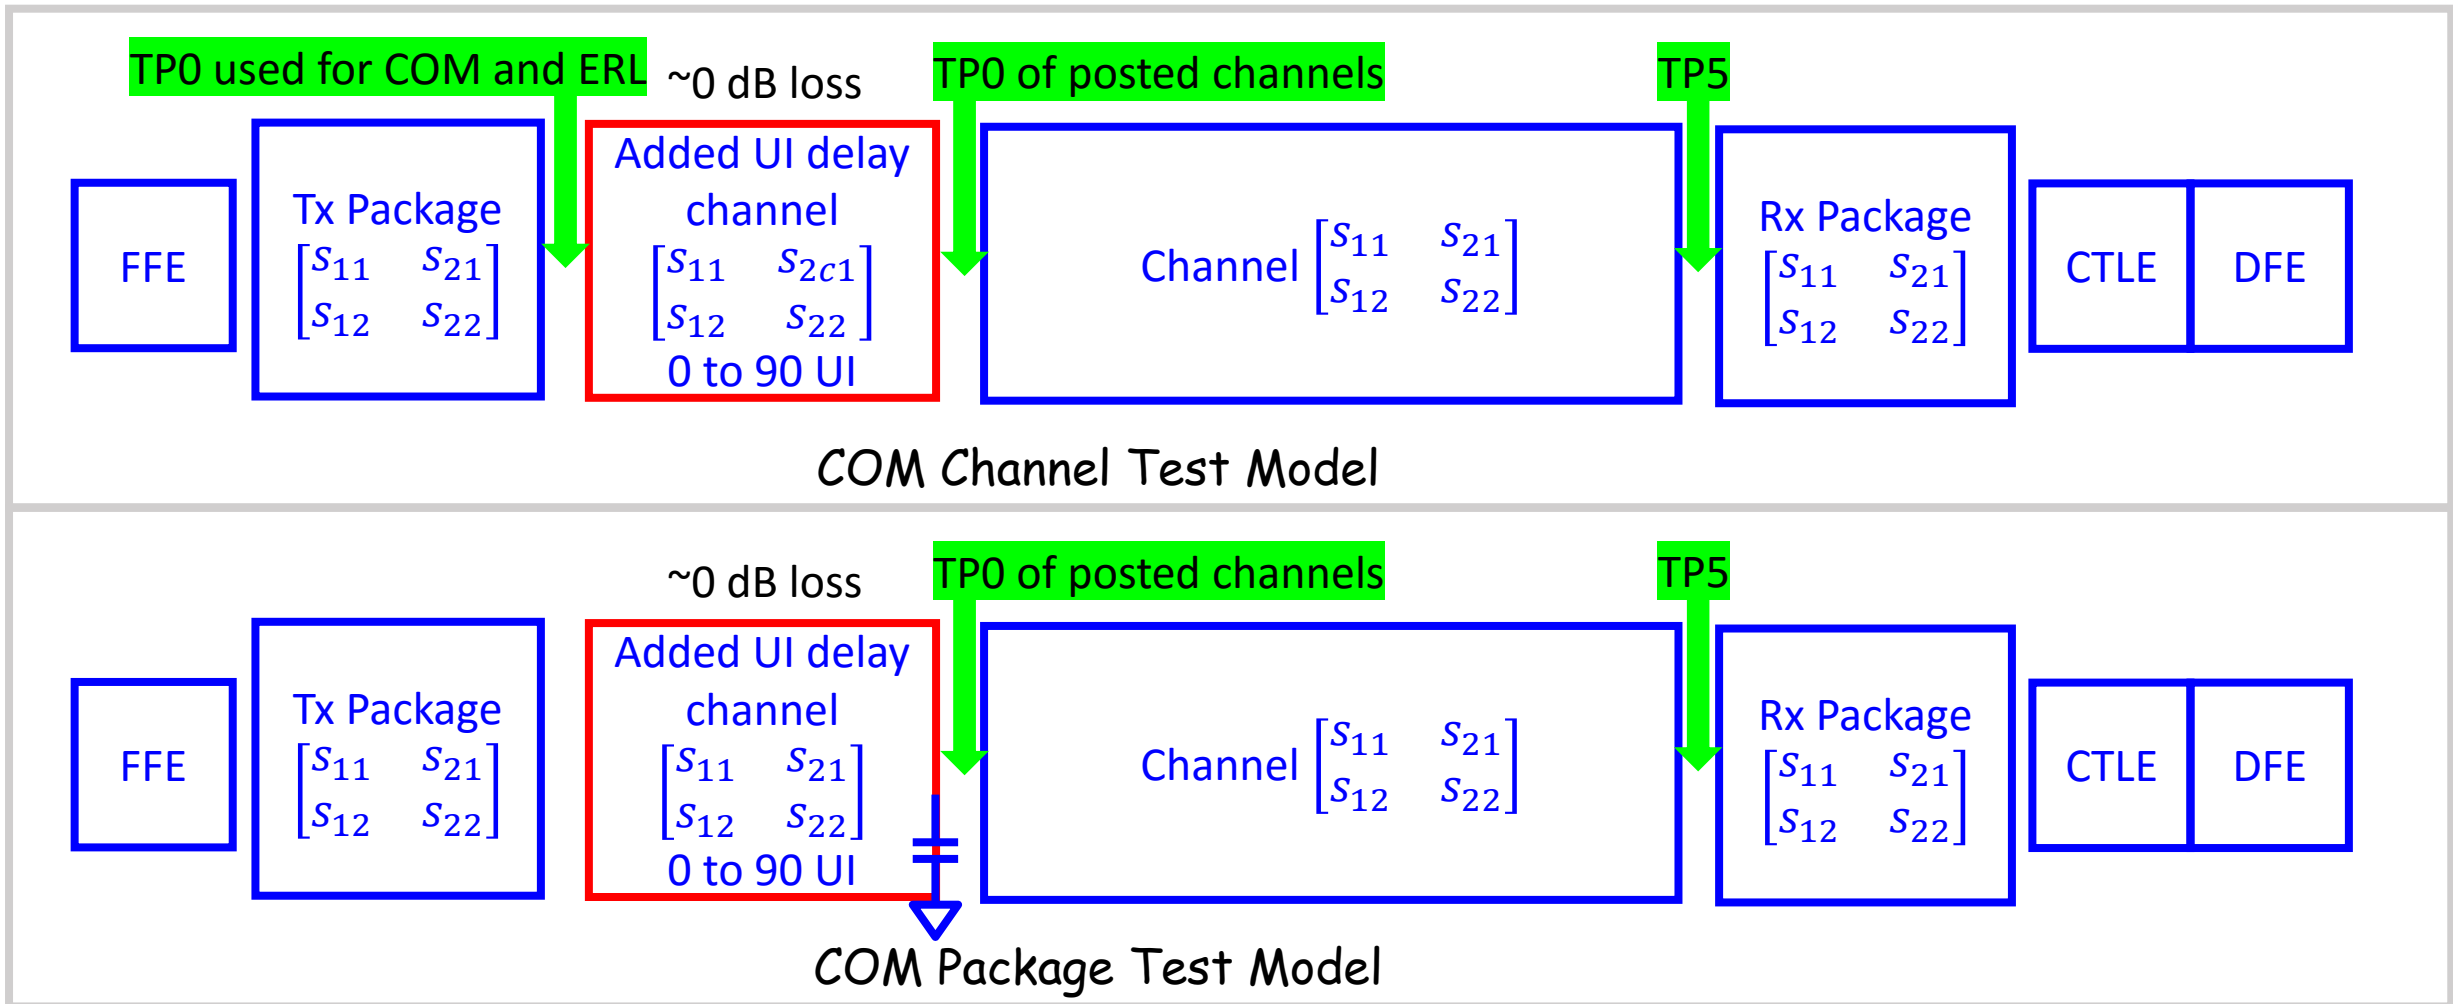 TP0 used for COM and ERL
~0 dB loss
TP0 of posted channels
TP5
FFE
Tx Package
[s11 s21]
[s12 s22]
Added UI delay
channel
[s11 s2c1]
[s12 s22]
0 to 90 UI
Channel [s11 s21]
[s12 s22]
Rx Package
[s11 s21]
[s12 s22]
CTLE
DFE
COM Channel Test Model
~0 dB loss
TP0 of posted channels
TP5
FFE
Tx Package
[s11 s21]
[s12 s22]
Added UI delay
channel
[s11 s21]
[s12 s22]
0 to 90 UI
Channel [s11 s21]
[s12 s22]
Rx Package
[s11 s21]
[s12 s22]
CTLE
DFE
COM Package Test Model